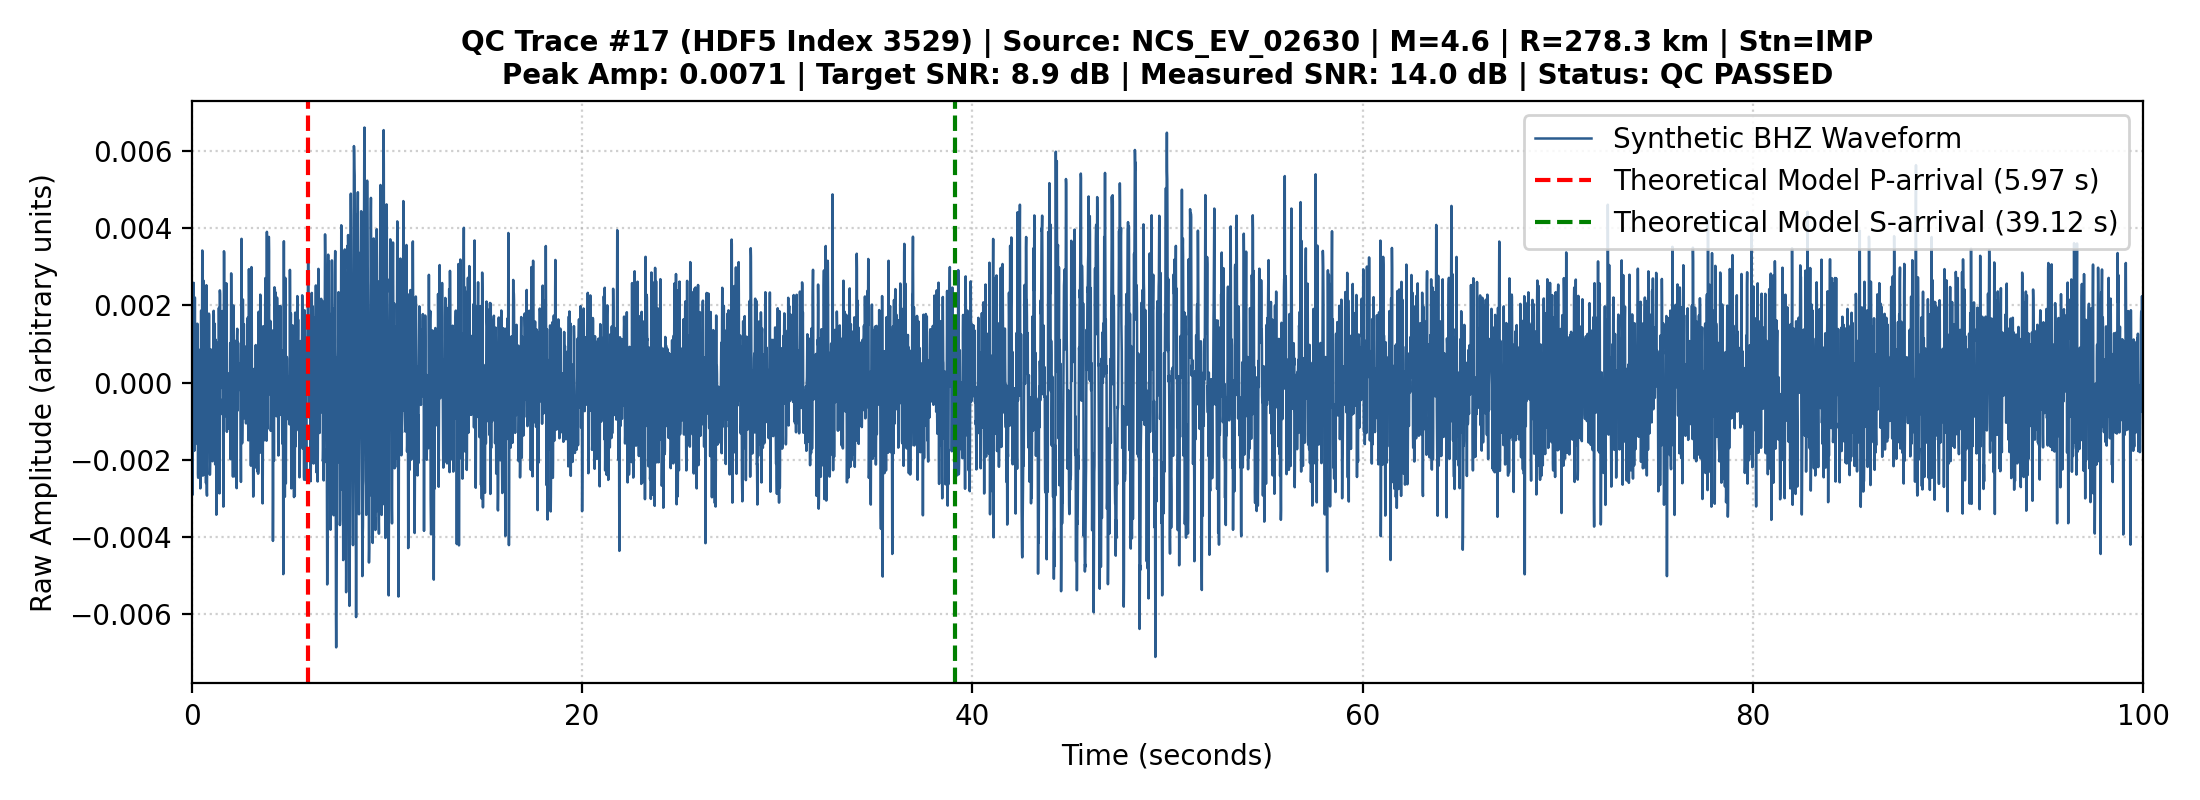 QC Trace #17 (HDF5 Index 3529) | Source: NCS_EV_02630 | M=4.6 | R=278.3 km | Stn=IMP
Peak Amp: 0.0071 | Target SNR: 8.9 dB | Measured SNR: 14.0 dB | Status: QC PASSED
Synthetic BHZ Waveform
Theoretical Model P-arrival (5.97 s)
Theoretical Model S-arrival (39.12 s)
Raw Amplitude (arbitrary units)
0.006
0.004
0.002
0.000
−0.002
−0.004
−0.006
0 20 40 60 80 100
Time (seconds)